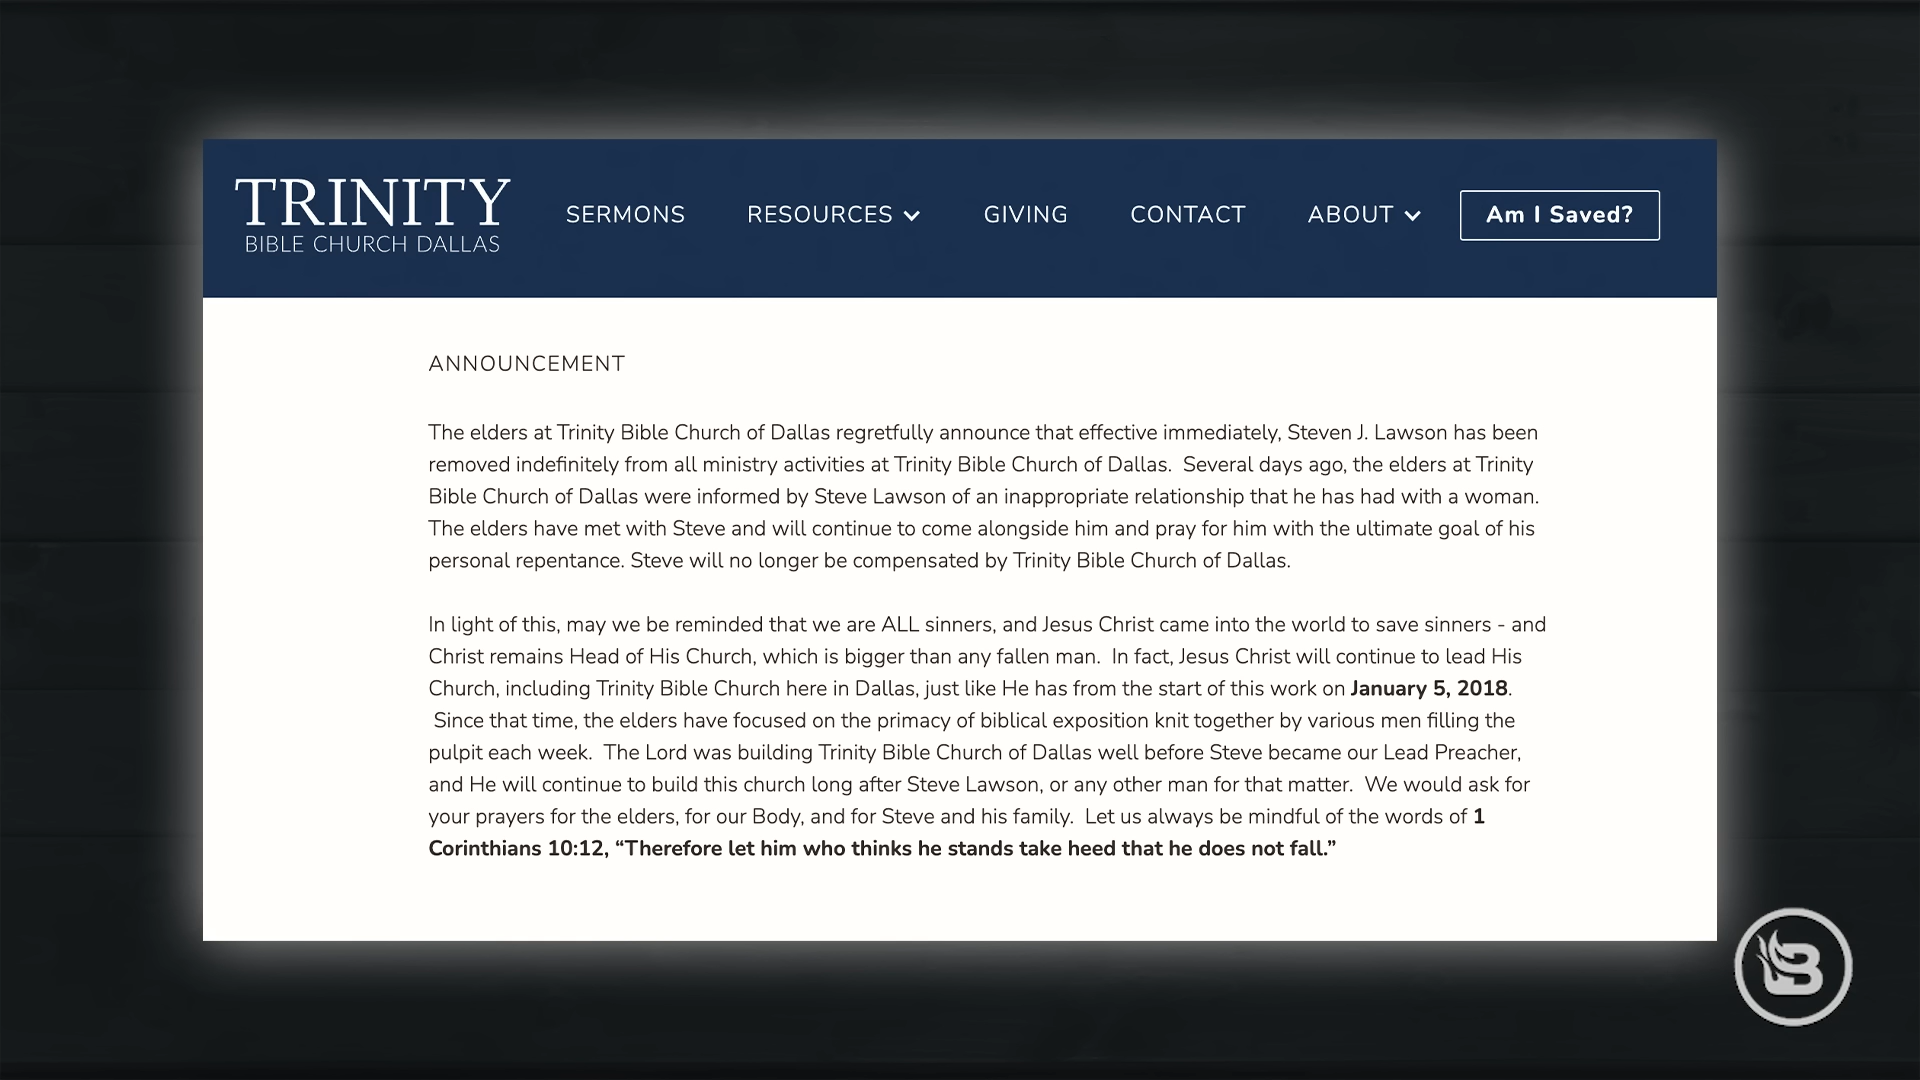 TRINITY
BIBLE CHURCH DALLAS
SERMONS
RESOURCES
GIVING
CONTACT
ABOUT
Am I Saved?
ANNOUNCEMENT
The elders at Trinity Bible Church of Dallas regretfully announce that effective immediately, Steven J. Lawson has been
removed indefinitely from all ministry activities at Trinity Bible Church of Dallas.  Several days ago, the elders at Trinity
Bible Church of Dallas were informed by Steve Lawson of an inappropriate relationship that he has had with a woman.
The elders have met with Steve and will continue to come alongside him and pray for him with the ultimate goal of his
personal repentance. Steve will no longer be compensated by Trinity Bible Church of Dallas.
In light of this, may we be reminded that we are ALL sinners, and Jesus Christ came into the world to save sinners - and
Christ remains Head of His Church, which is bigger than any fallen man.  In fact, Jesus Christ will continue to lead His
Church, including Trinity Bible Church here in Dallas, just like He has from the start of this work on January 5, 2018.
Since that time, the elders have focused on the primacy of biblical exposition knit together by various men filling the
pulpit each week.  The Lord was building Trinity Bible Church of Dallas well before Steve became our Lead Preacher,
and He will continue to build this church long after Steve Lawson, or any other man for that matter.  We would ask for
your prayers for the elders, for our Body, and for Steve and his family.  Let us always be mindful of the words of 1
Corinthians 10:12, “Therefore let him who thinks he stands take heed that he does not fall.”
B